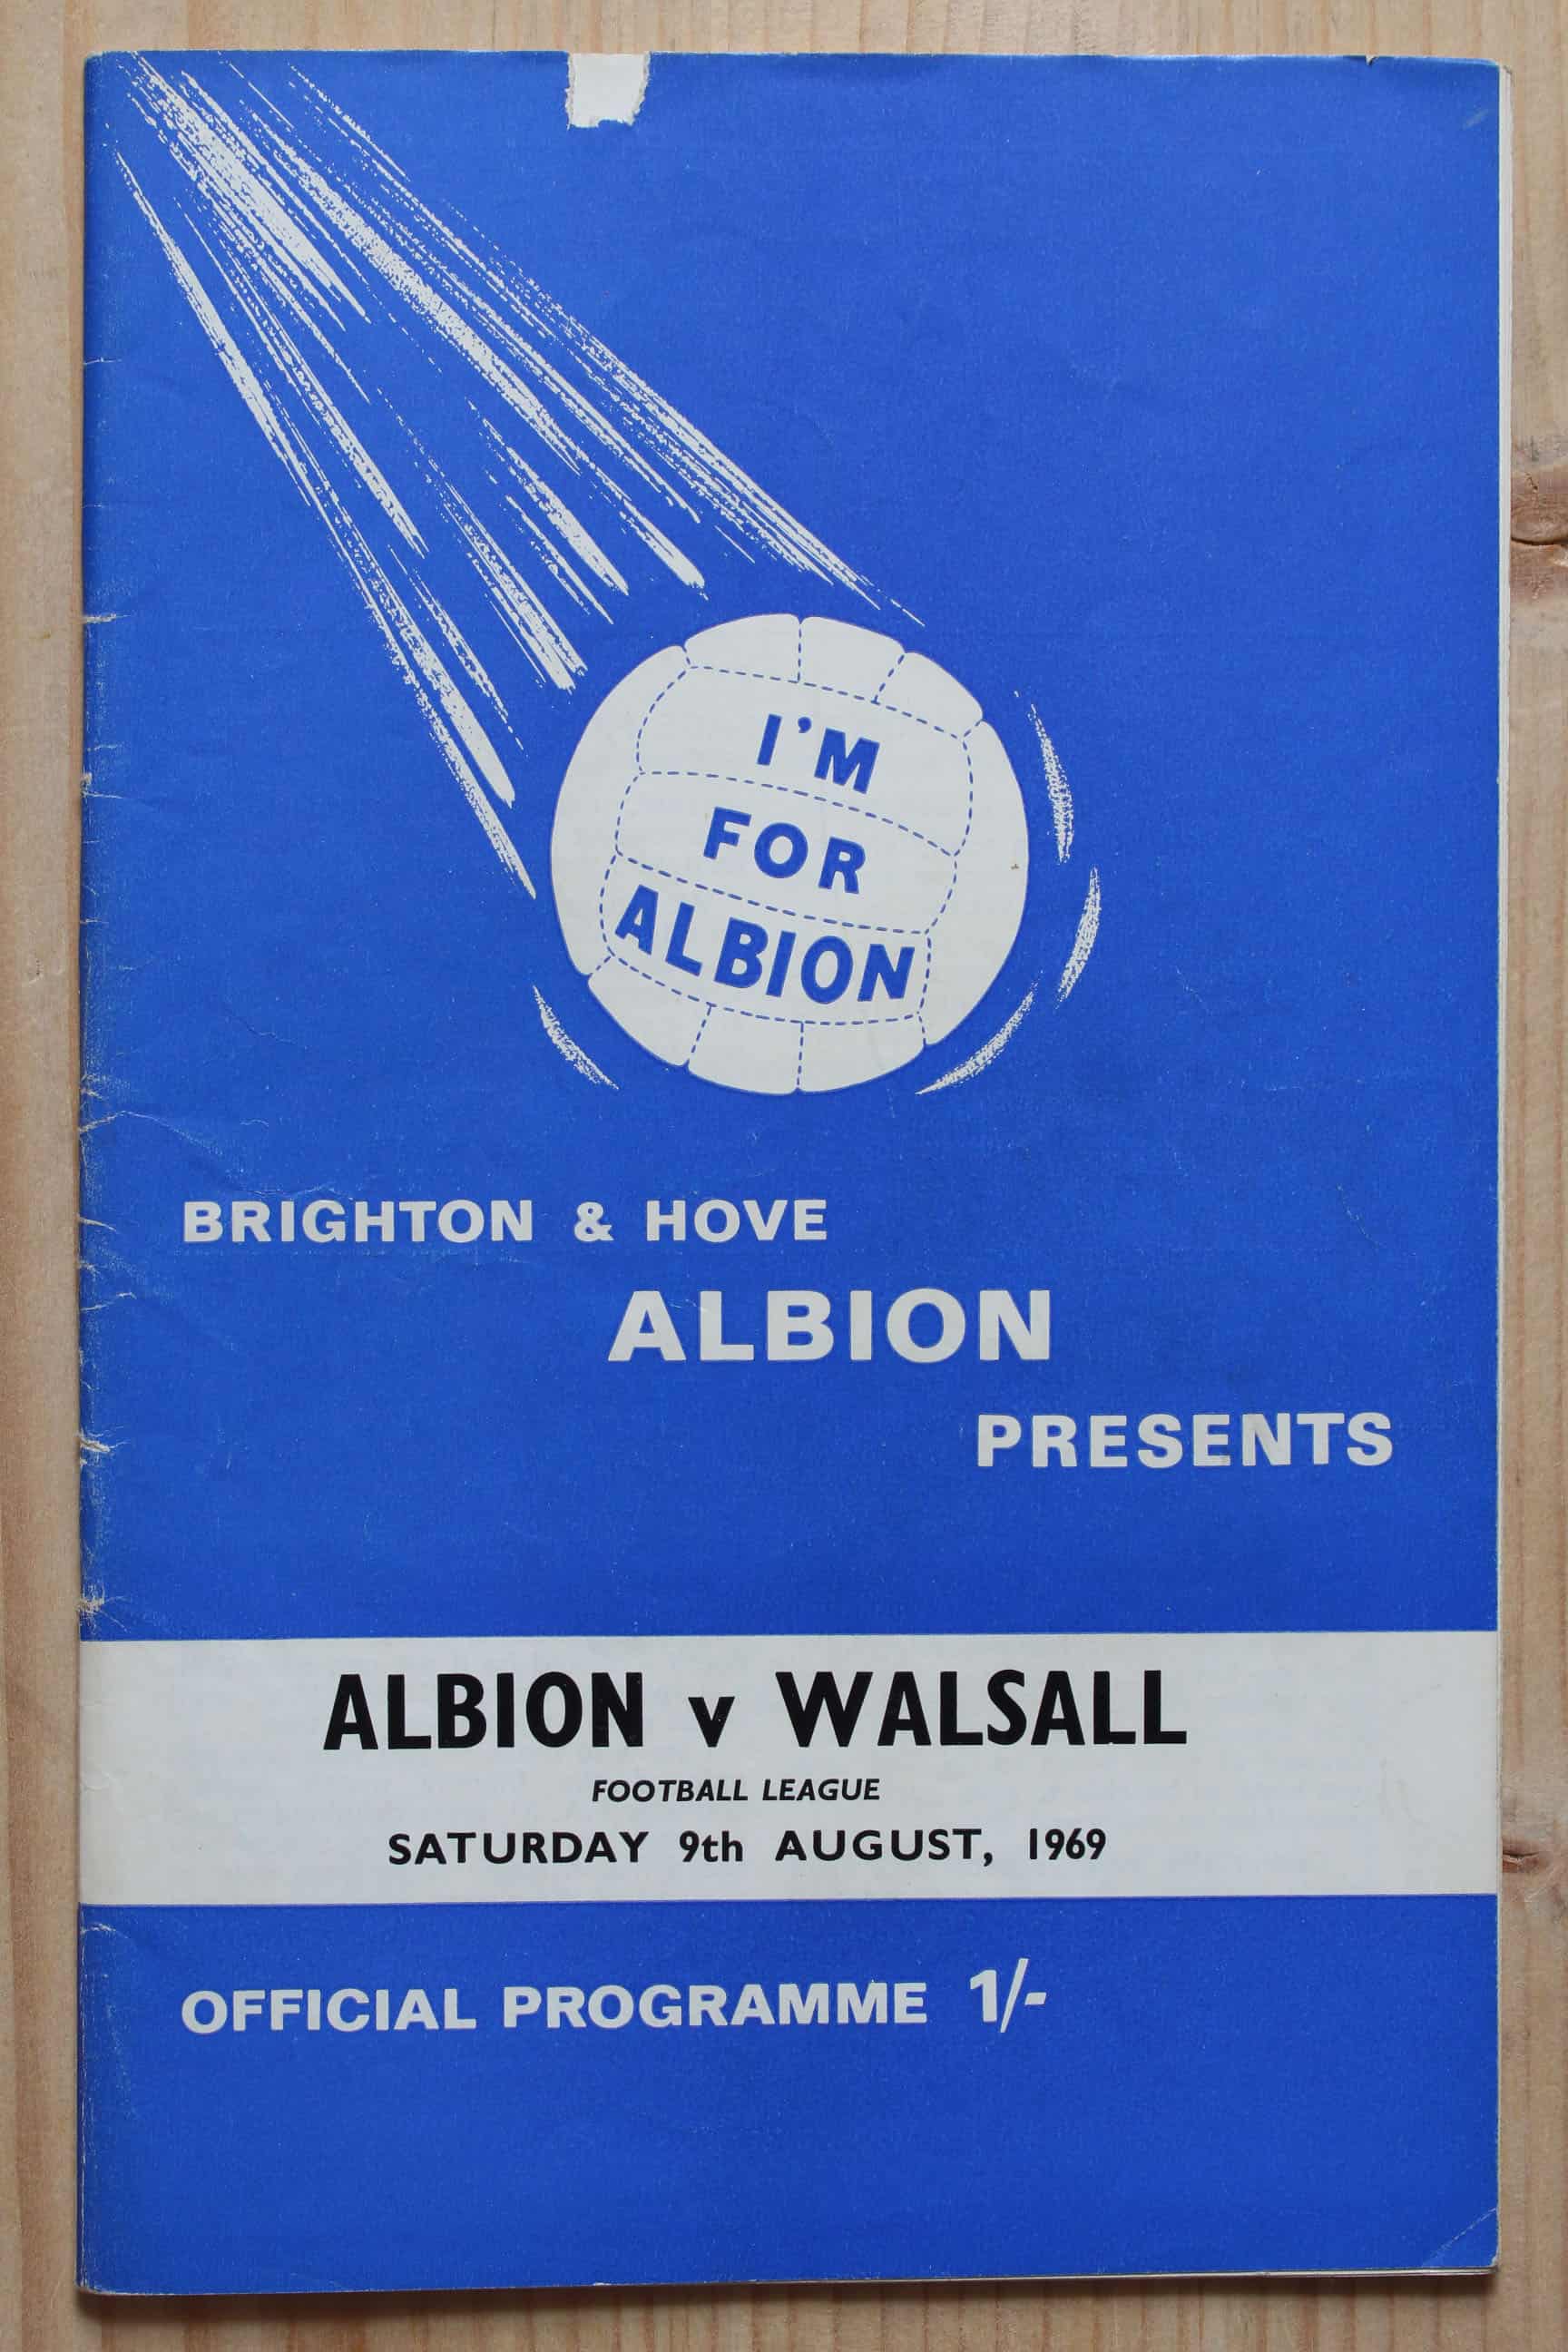 I'M
FOR
ALBION
BRIGHTON & HOVE
ALBION
PRESENTS
ALBION v WALSALL
FOOTBALL LEAGUE
SATURDAY 9th AUGUST, 1969
OFFICIAL PROGRAMME 1/-